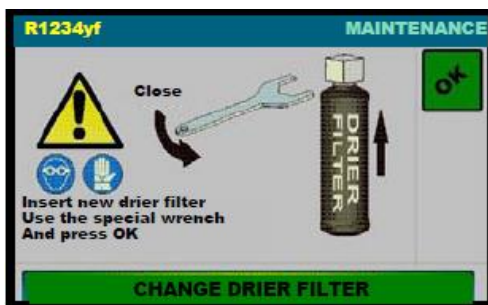 R1234yf MAINTENANCE
OK
Close
DRIER
FILTER
Insert new drier filter
Use the special wrench
And press OK
CHANGE DRIER FILTER